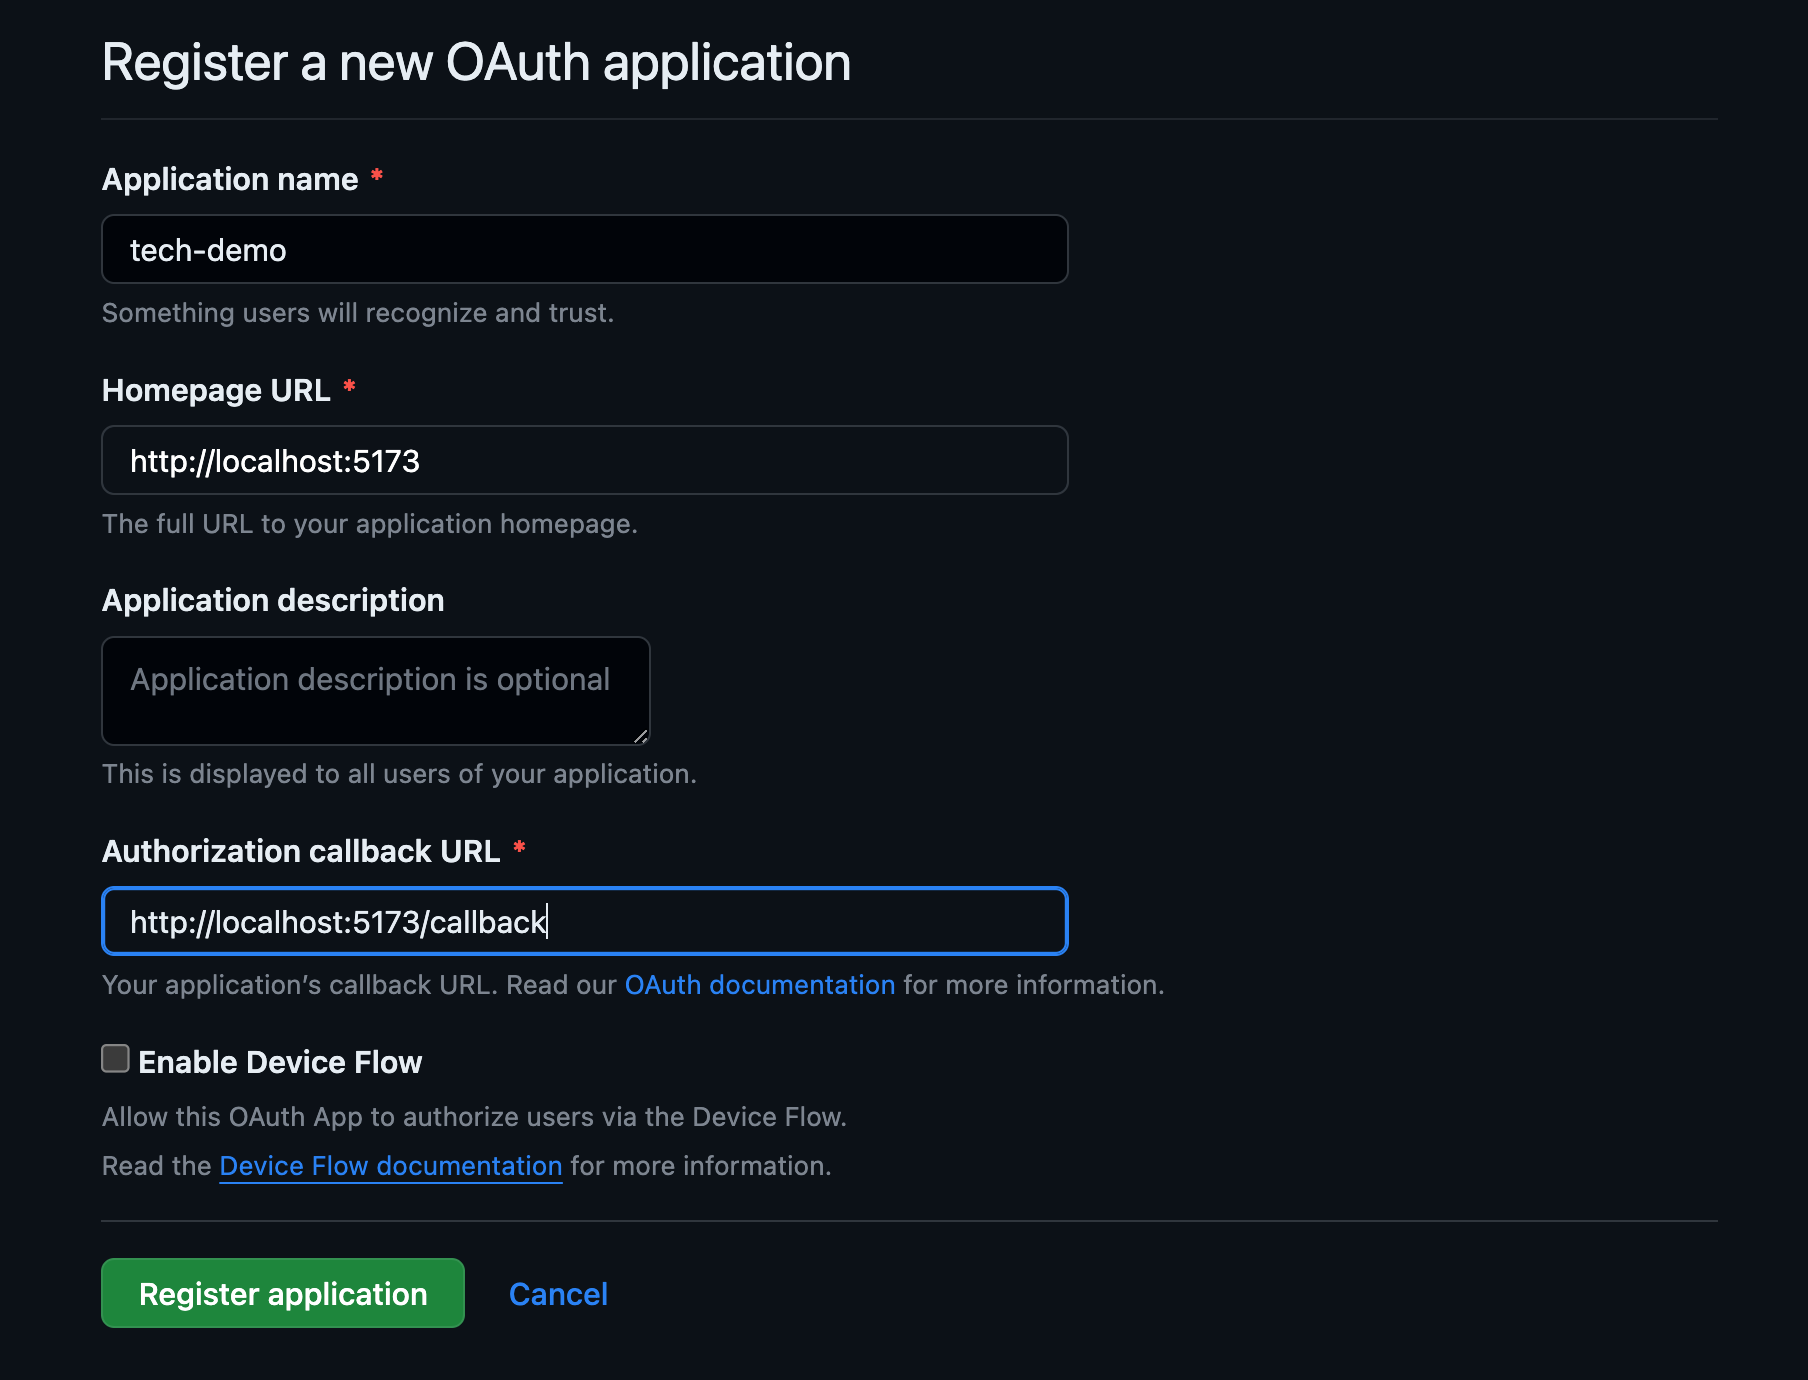 Register a new OAuth application
Application name *
tech-demo
Something users will recognize and trust.
Homepage URL *
http://localhost:5173
The full URL to your application homepage.
Application description
Application description is optional
This is displayed to all users of your application.
Authorization callback URL *
http://localhost:5173/callback
Your application’s callback URL. Read our OAuth documentation for more information.
Enable Device Flow
Allow this OAuth App to authorize users via the Device Flow.
Read the Device Flow documentation for more information.
Register application Cancel